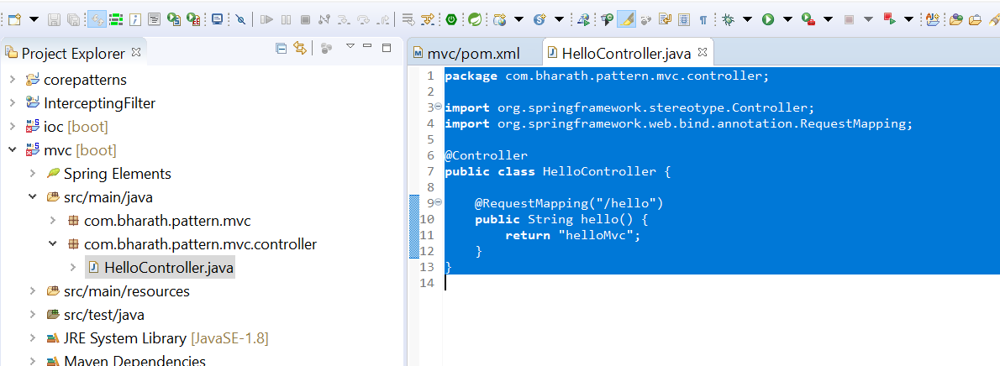 Project Explorer
corepatterns
InterceptingFilter
ioc [boot]
mvc [boot]
Spring Elements
src/main/java
com.bharath.pattern.mvc
com.bharath.pattern.mvc.controller
HelloController.java
src/main/resources
src/test/java
JRE System Library [JavaSE-1.8]
Maven Dependencies
mvc/pom.xml
HelloController.java
1 package com.bharath.pattern.mvc.controller;
2
3 import org.springframework.stereotype.Controller;
4 import org.springframework.web.bind.annotation.RequestMapping;
5
6 @Controller
7 public class HelloController {
8
9     @RequestMapping("/hello")
10     public String hello() {
11         return "helloMvc";
12     }
13 }
14